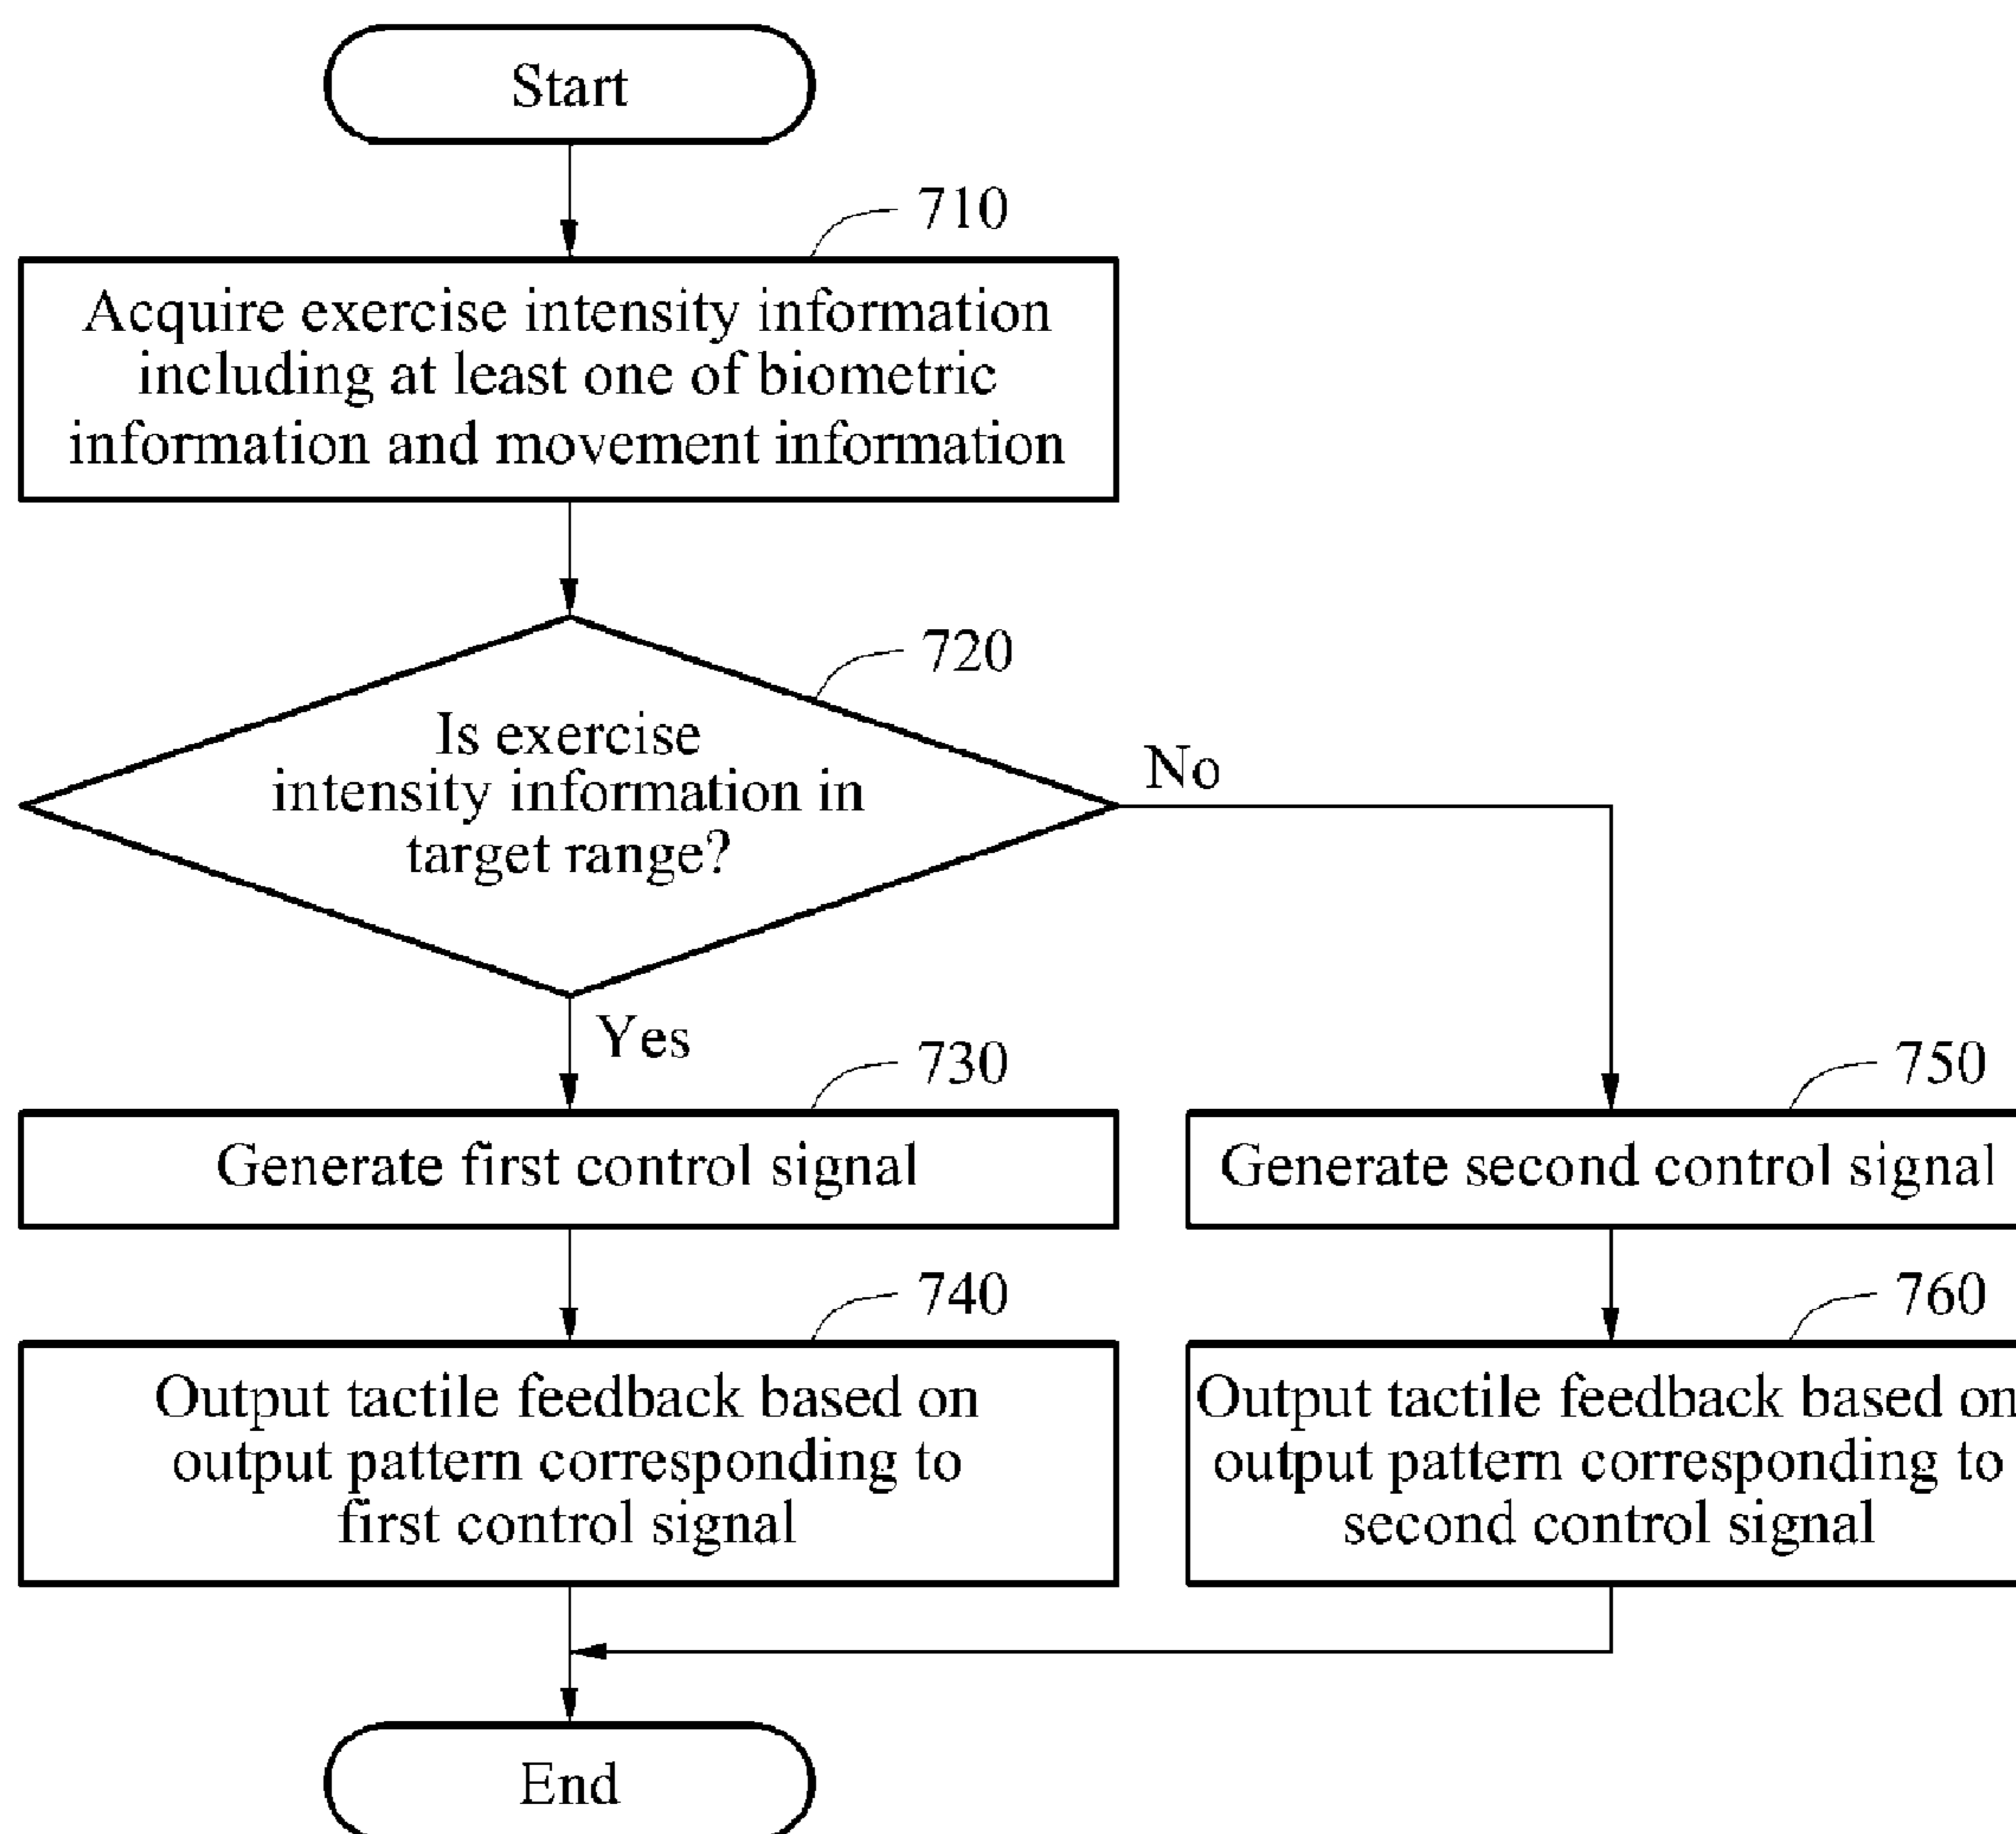 Start
710
Acquire exercise intensity information
including at least one of biometric
information and movement information
720
Is exercise
intensity information in
target range?
No
Yes
730
Generate first control signal
750
Generate second control signal
740
Output tactile feedback based on
output pattern corresponding to
first control signal
760
Output tactile feedback based on
output pattern corresponding to
second control signal
End